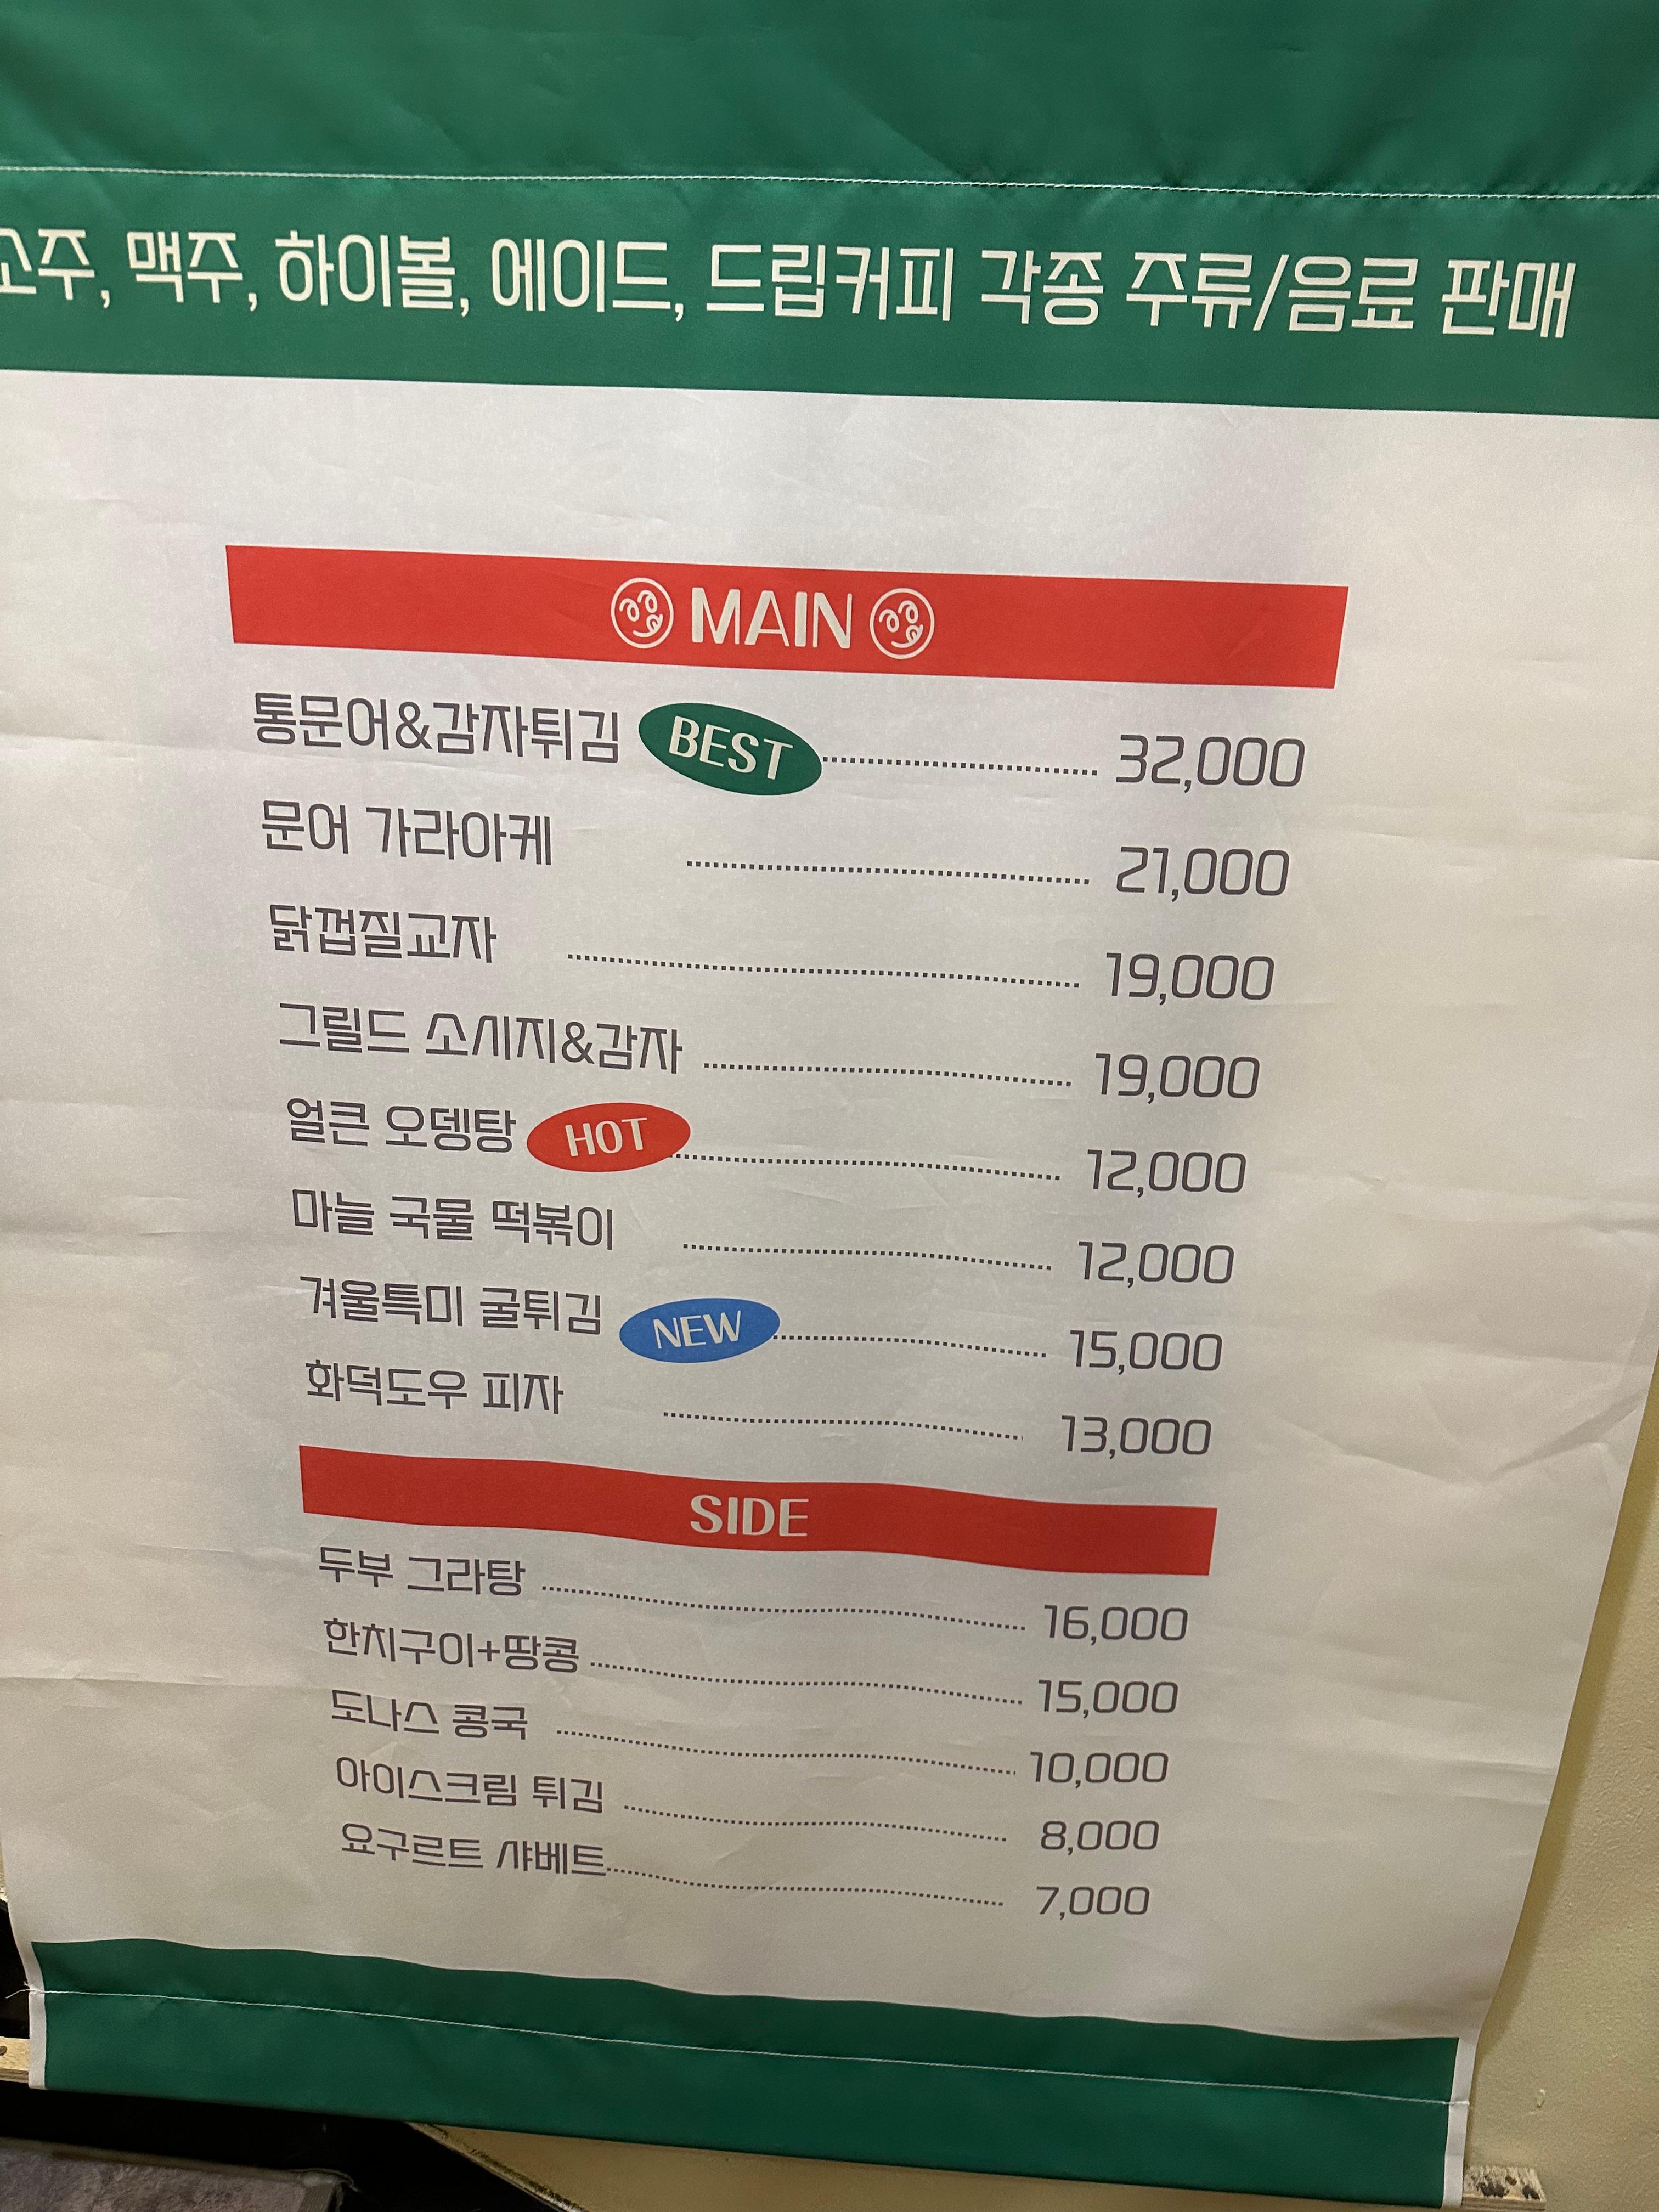 소주, 맥주, 하이볼, 에이드, 드립커피 각종 주류/음료 판매
MAIN
통문어&감자튀김 BEST 32,000
문어 가라아케 21,000
닭껍질교자 19,000
그릴드 소시지&감자 19,000
얼큰 오뎅탕 HOT 12,000
마늘 국물 떡볶이 12,000
겨울특미 굴튀김 NEW 15,000
화덕도우 피자 13,000
SIDE
두부 그라탕 16,000
한치구이+땅콩 15,000
도나스 콩국 10,000
아이스크림 튀김 8,000
요구르트 샤베트 7,000